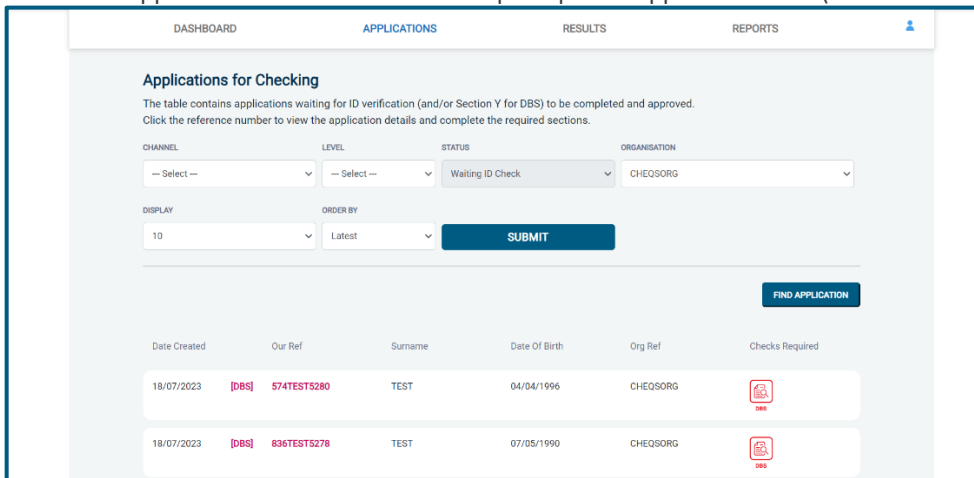 DASHBOARD APPLICATIONS RESULTS REPORTS
Applications for Checking
The table contains applications waiting for ID verification (and/or Section Y for DBS) to be completed and approved.
Click the reference number to view the application details and complete the required sections.
CHANNEL LEVEL STATUS ORGANISATION
--- Select --- --- Select --- Waiting ID Check CHEQSORG
DISPLAY ORDER BY
10 Latest SUBMIT
FIND APPLICATION
Date Created Our Ref Surname Date Of Birth Org Ref Checks Required
18/07/2023 [DBS] 574TEST5280 TEST 04/04/1996 CHEQSORG
DBS
18/07/2023 [DBS] 836TEST5278 TEST 07/05/1990 CHEQSORG
DBS